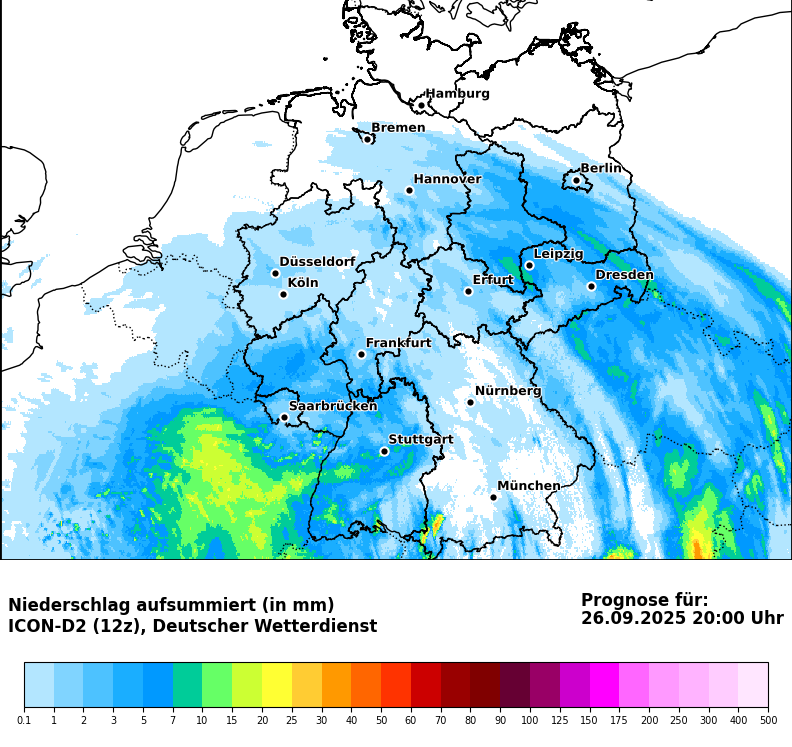 Hamburg
Bremen
Berlin
Hannover
Leipzig
Düsseldorf
Dresden
Erfurt
Köln
Frankfurt
Nürnberg
Saarbrücken
Stuttgart
München
Niederschlag aufsummiert (in mm)
ICON-D2 (12z), Deutscher Wetterdienst
Prognose für:
26.09.2025 20:00 Uhr
0.1 1 2 3 5 7 10 15 20 25 30 40 50 60 70 80 90 100 125 150 175 200 250 300 400 500